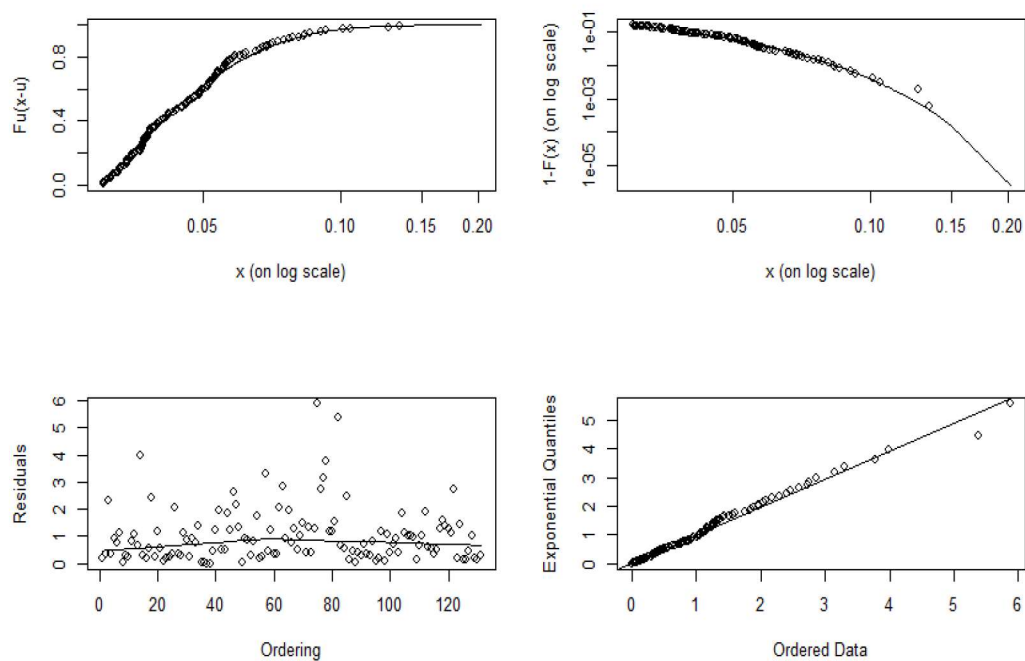 Fu(x-u)
0.0 0.4 0.8
0.05 0.10 0.15 0.20
x (on log scale)
1-F(x) (on log scale)
1e-05 1e-03 1e-01
0.05 0.10 0.15 0.20
x (on log scale)
Residuals
0 1 2 3 4 5 6
0 20 40 60 80 100 120
Ordering
Exponential Quantiles
0 1 2 3 4 5
0 1 2 3 4 5 6
Ordered Data